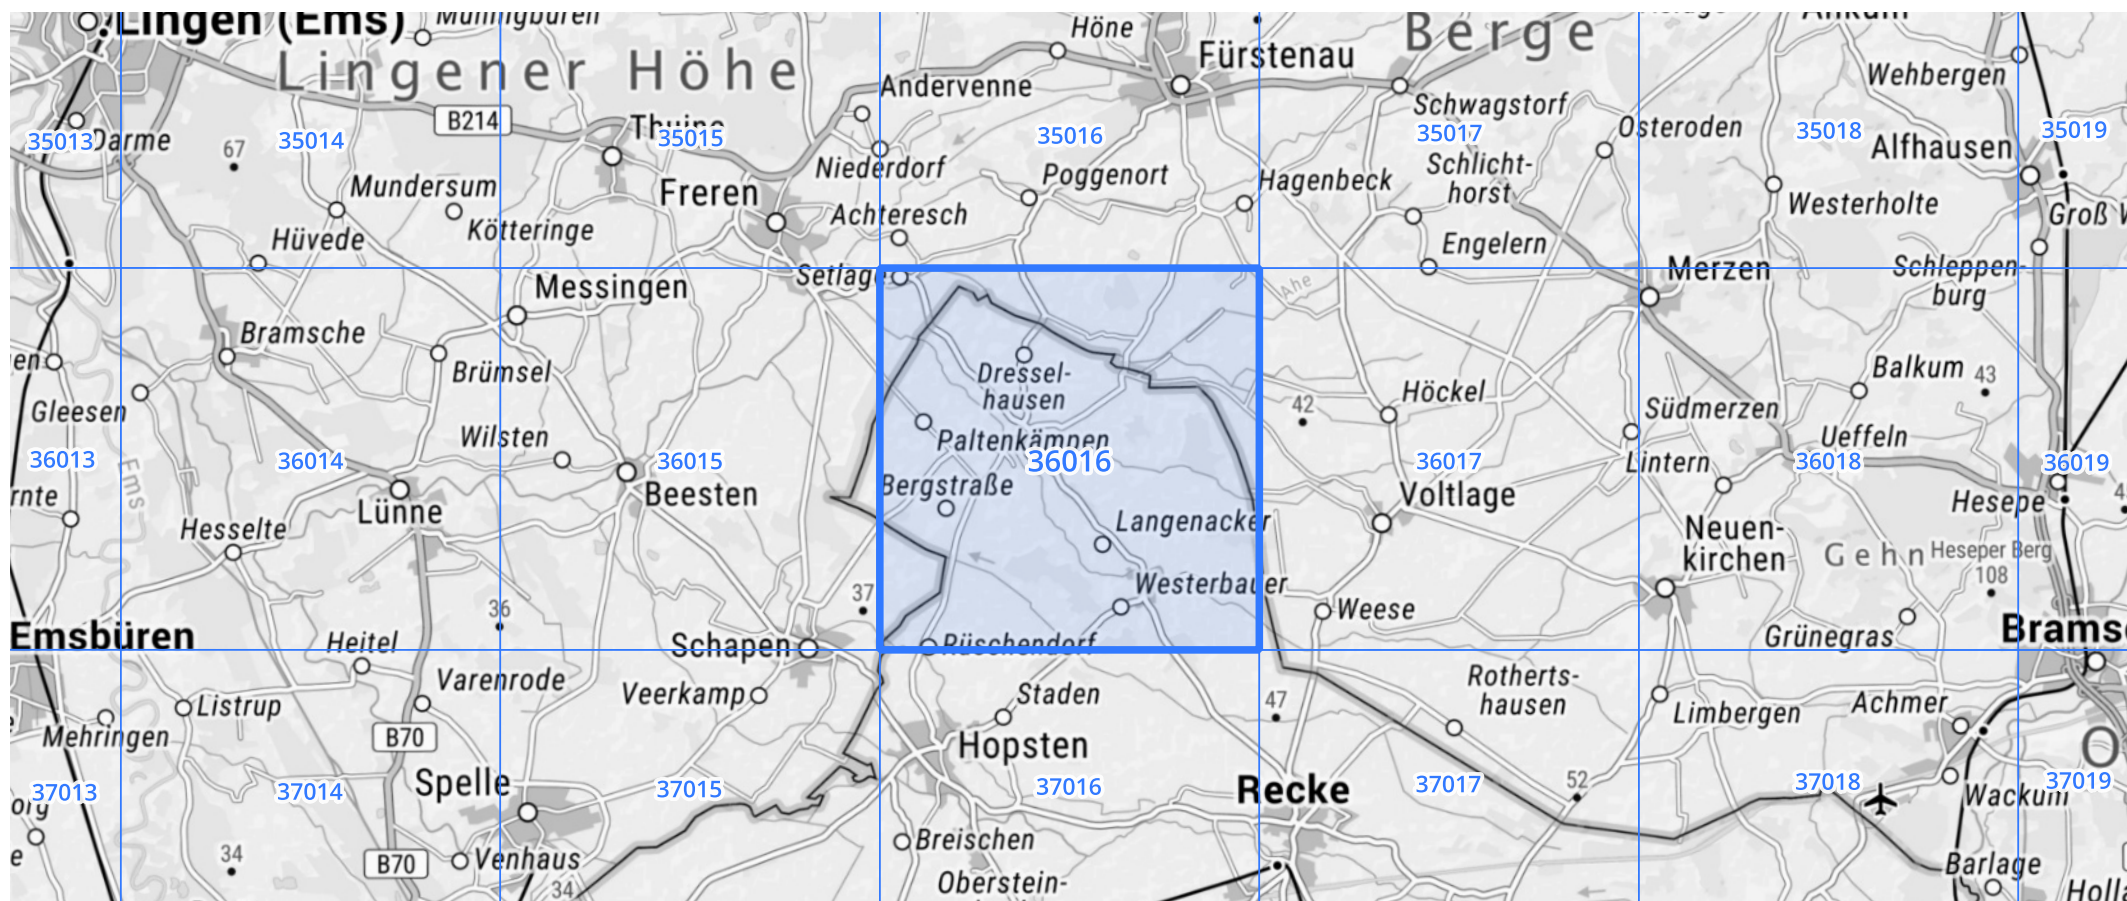 Lingen (Ems)
Höne
Berge
Lingener Höhe
Fürstenau
Wehbergen
Andervenne
Schwagstorf
B214
Thuine
Osteroden
35013
Darme
35014
35015
35016
35017
35018
35019
67
Alfhausen
Niederdorf
Poggenort
Schlicht-
horst
Hagenbeck
Mundersum
Freren
Westerholte
Achteresch
Groß
Kötteringe
Hüvede
Engelern
Setlage
Merzen
Schleppen-
burg
Messingen
Ahe
Bramsche
Brümsel
Dressel-
hausen
Balkum
43
Gleesen
Höckel
42
Südmerzen
Wilsten
Paltenkämpen
Ueffeln
36013
36014
36015
36016
36017
Lintern
36018
36019
Ems
Bergstraße
Beesten
Voltlage
Hesepe
Lünne
Langenacker
Hesselte
Neuen-
kirchen
Gehn
Heseper Berg
108
Westerbauer
37
36
Weese
Emsbüren
Heitel
Schapen
Rüschendorf
Grünegras
Varenrode
Veerkamp
Staden
Rotherts-
hausen
Listrup
47
Limbergen
Achmer
Mehringen
B70
Hopsten
37013
37014
Spelle
37015
37016
Recke
37017
52
37018
37019
Wackum
Breischen
34
B70
Venhaus
Barlage
34
Oberstein-